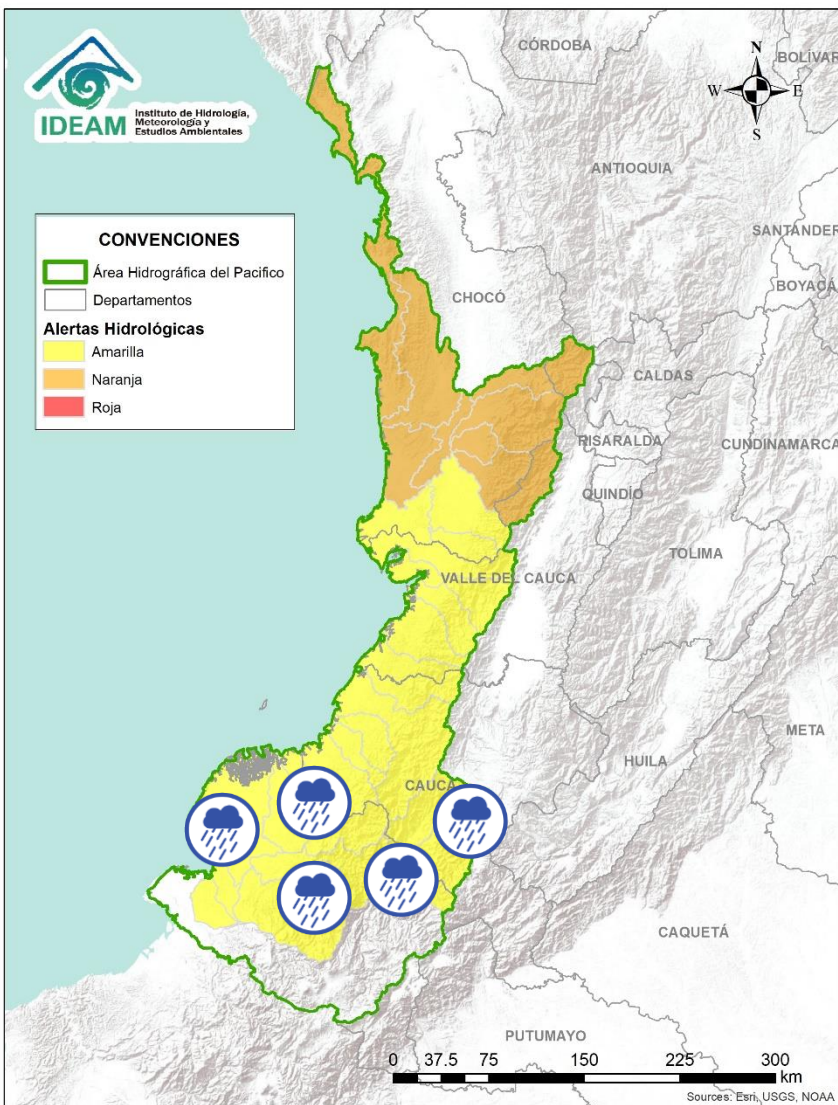 IDEAM
Instituto de Hidrología,
Meteorología y
Estudios Ambientales
CÓRDOBA
BOLÍVAR
N
W E
S
ANTIOQUIA
SANTANDER
BOYACÁ
CONVENCIONES
Área Hidrográfica del Pacifico
Departamentos
Alertas Hidrológicas
Amarilla
Naranja
Roja
CHOCÓ
CALDAS
RISARALDA
CUNDINAMARCA
QUINDÍO
TOLIMA
VALLE DEL CAUCA
META
HUILA
CAUCA
CAQUETÁ
PUTUMAYO
0 37.5 75 150 225 300
km
Sources: Esri, USGS, NOAA